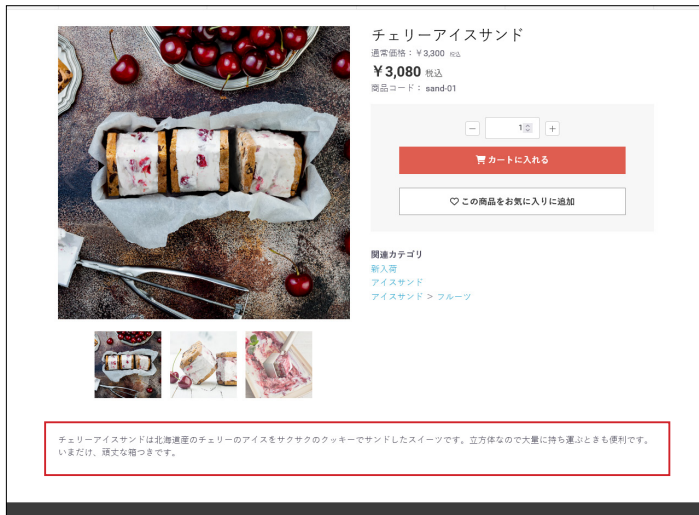 チェリーアイスサンド
通常価格：￥3,300 税込
￥3,080 税込
商品コード： sand-01
1
カートに入れる
この商品をお気に入りに追加
関連カテゴリ
新入荷
アイスサンド
アイスサンド ＞ フルーツ
チェリーアイスサンドは北海道産のチェリーのアイスをサクサクのクッキーでサンドしたスイーツです。立方体なので大量に持ち運ぶときも便利です。
いまだけ、頑丈な箱つきです。